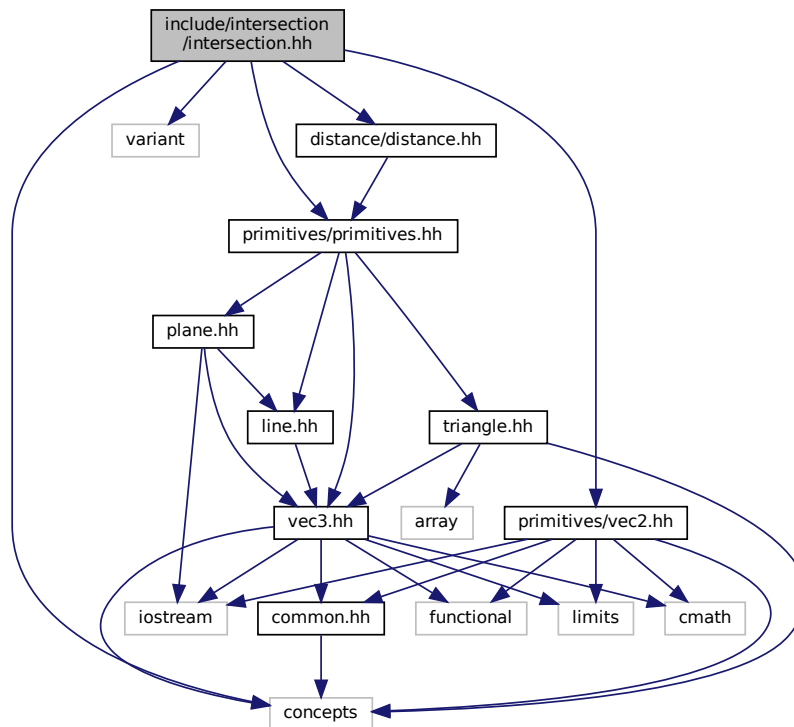 include/intersection
/intersection.hh
variant
distance/distance.hh
primitives/primitives.hh
plane.hh
line.hh
triangle.hh
vec3.hh
array
primitives/vec2.hh
iostream
common.hh
functional
limits
cmath
concepts